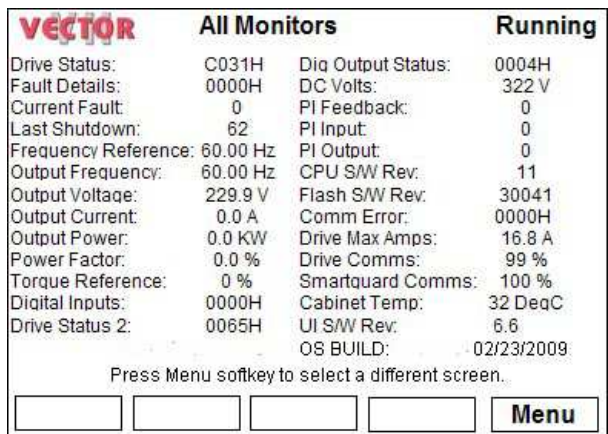 VECTOR All Monitors Running
Drive Status: C031H Dig Output Status: 0004H
Fault Details: 0000H DC Volts: 322 V
Current Fault: 0 PI Feedback: 0
Last Shutdown: 62 PI Input: 0
Frequency Reference: 60.00 Hz PI Output: 0
Output Frequency: 60.00 Hz CPU S/W Rev: 11
Output Voltage: 229.9 V Flash S/W Rev: 30041
Output Current: 0.0 A Comm Error: 0000H
Output Power: 0.0 KW Drive Max Amps: 16.8 A
Power Factor: 0.0 % Drive Comms: 99 %
Torque Reference: 0 % Smartguard Comms: 100 %
Digital Inputs: 0000H Cabinet Temp: 32 DegC
Drive Status 2: 0065H UI S/W Rev: 6.6
OS BUILD: 02/23/2009
Press Menu softkey to select a different screen.
Menu